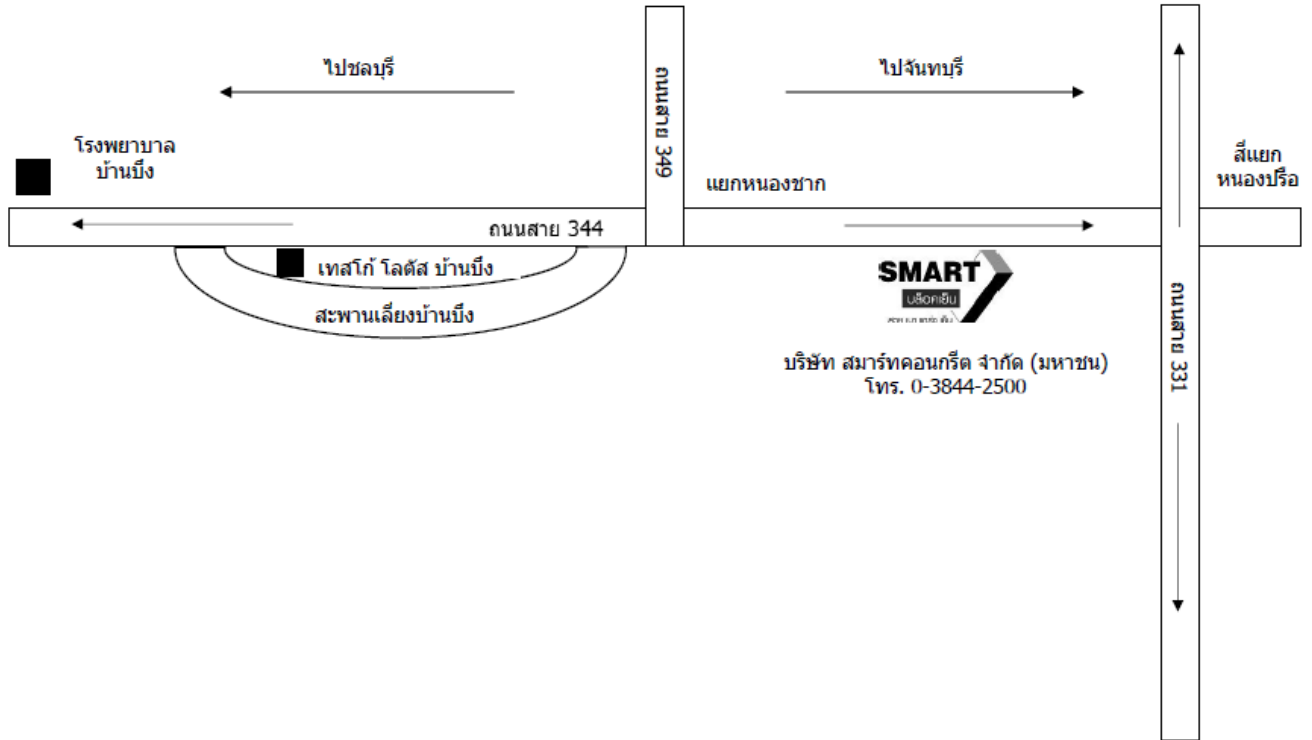 ไปชลบุรี
ไปจันทบุรี
ถนนสาย 349
โรงพยาบาล
บ้านบึง
แยกหนองชาก
สี่แยก
หนองปรือ
ถนนสาย 344
เทสโก้ โลตัส บ้านบึง
สะพานเลี่ยงบ้านบึง
SMART
บล็อกเย็น
ถนนสาย 331
บริษัท สมาร์ทคอนกรีต จำกัด (มหาชน)
โทร. 0-3844-2500